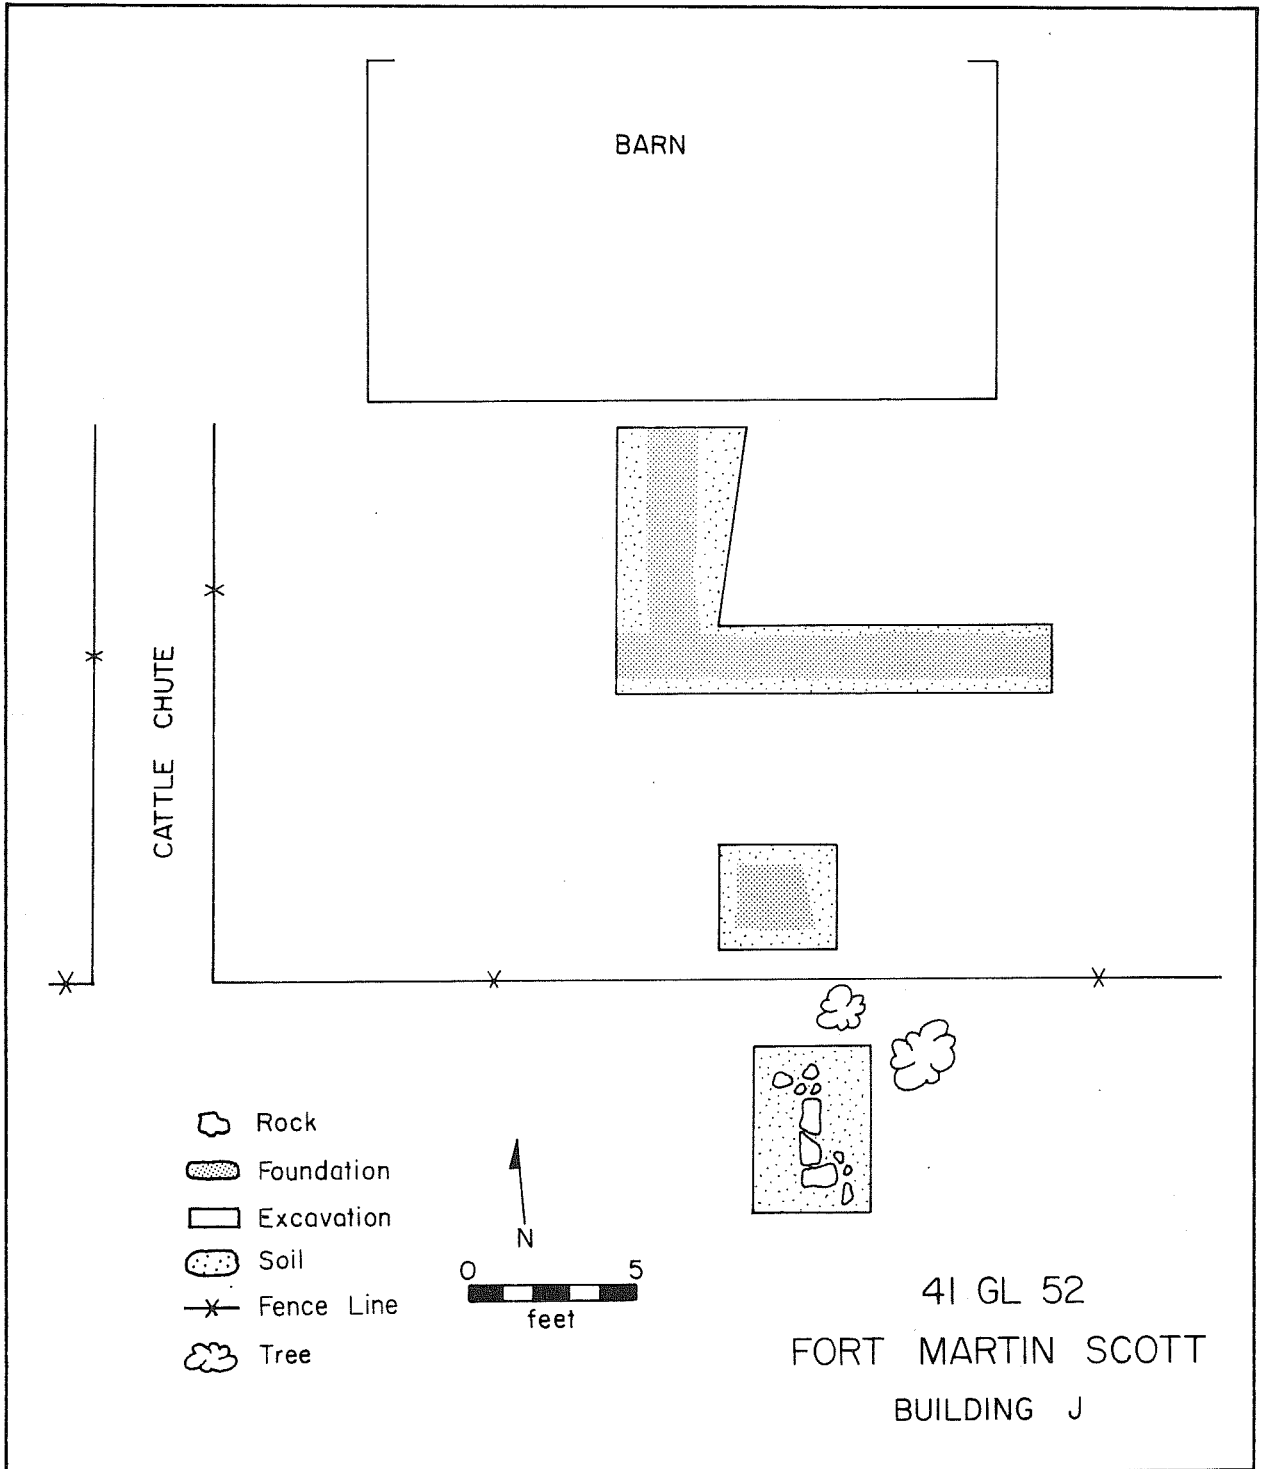 BARN
CATTLE CHUTE
Rock
Foundation
Excavation
Soil
Fence Line
Tree
N
0 5
feet
41 GL 52
FORT MARTIN SCOTT
BUILDING J